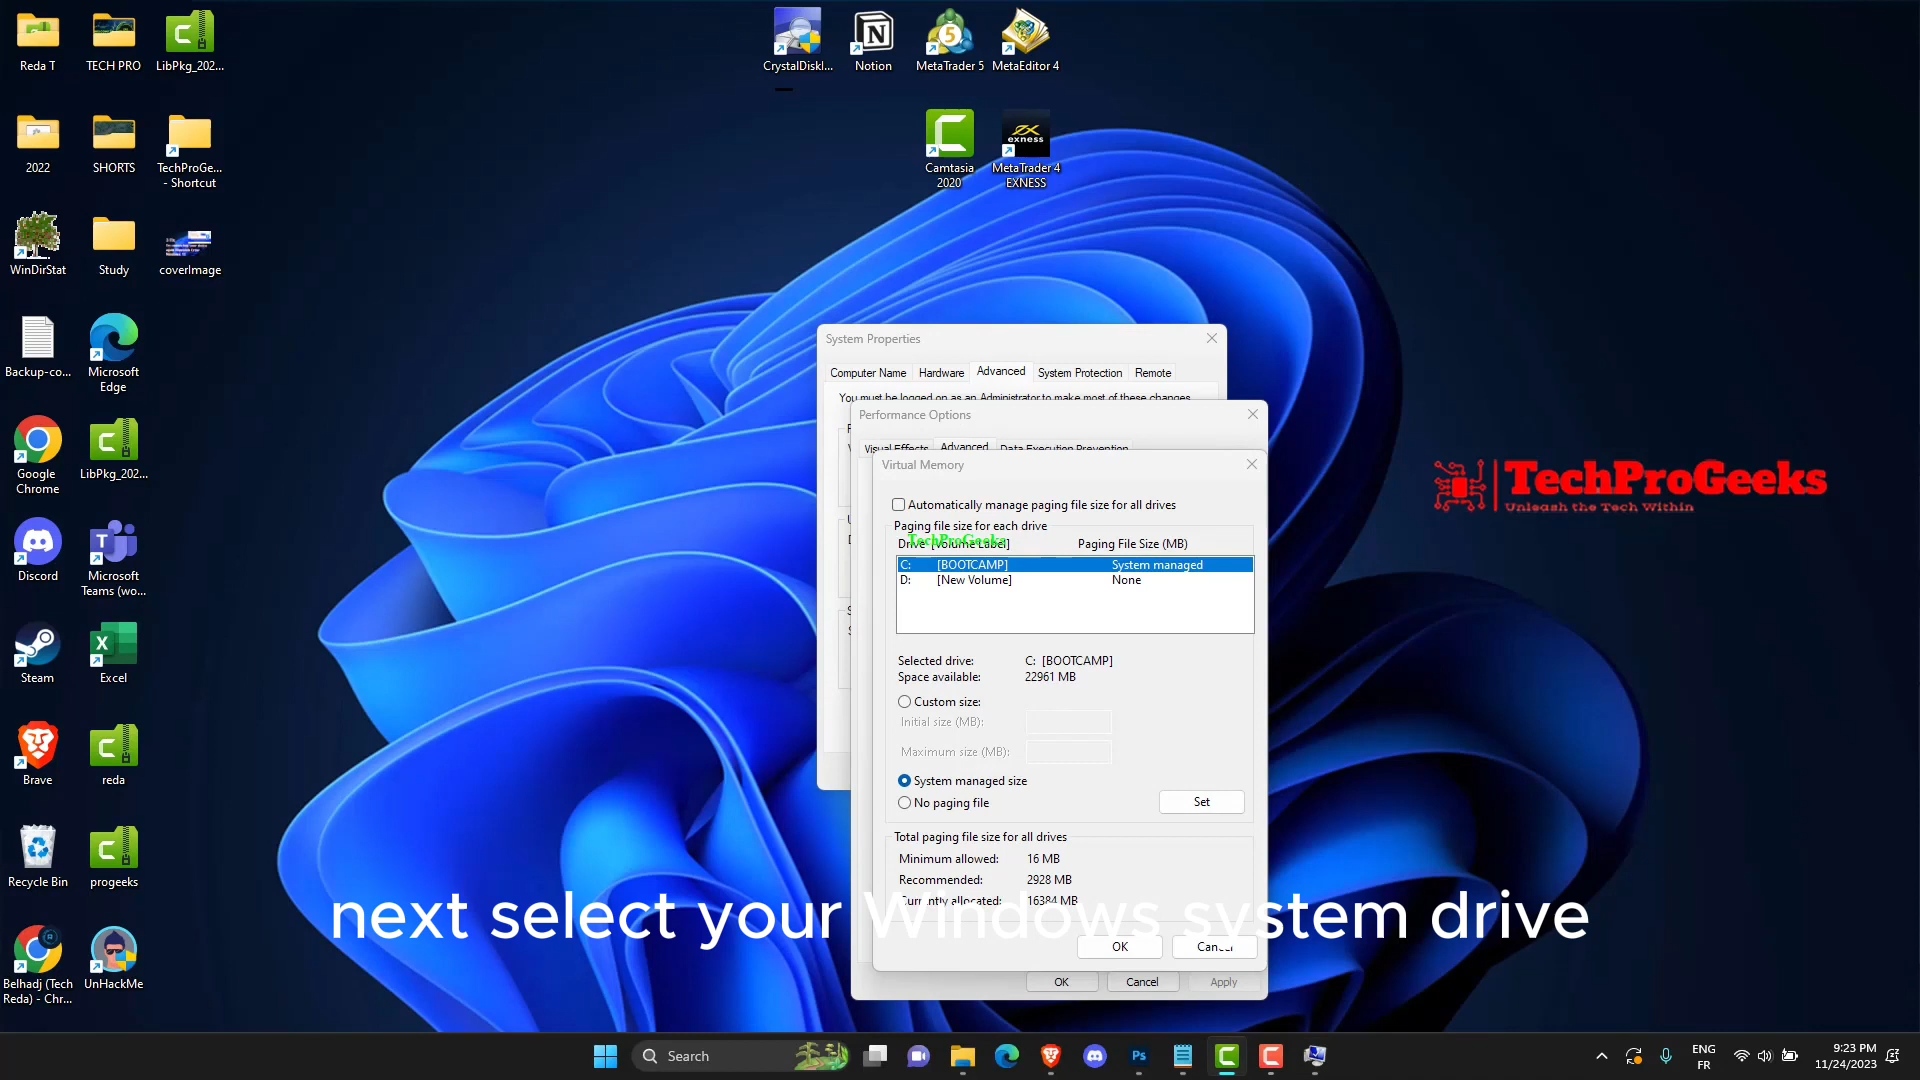 Reda T
TECH PRO
LibPkg_202...
CrystalDiskI...
Notion
MetaTrader 5
MetaEditor 4
2022
SHORTS
TechProGe...
- Shortcut
Camtasia
2020
exness
MetaTrader 4
EXNESS
WinDirStat
Study
coverImage
Backup-co...
Microsoft
Edge
System Properties
Computer Name
Hardware
Advanced
System Protection
Remote
You must be logged on as an Administrator to make most of these changes.
Performance Options
Visual Effects
Advanced
Data Execution Prevention
Google
Chrome
LibPkg_202...
Virtual Memory
Automatically manage paging file size for all drives
Paging file size for each drive
TechProGeeks
Drive [Volume Label]
Paging File Size (MB)
C: [BOOTCAMP] System managed
D: [New Volume] None
TechProGeeks
Unleash the Tech Within
Discord
Microsoft
Teams (wo...
Steam
Excel
Selected drive: C: [BOOTCAMP]
Space available: 22961 MB
Custom size:
Initial size (MB):
Maximum size (MB):
System managed size
No paging file
Set
Brave
reda
Total paging file size for all drives
Minimum allowed: 16 MB
Recommended: 2928 MB
Currently allocated: 16384 MB
Recycle Bin
progeeks
next select your Windows system drive
OK
Cancel
OK
Cancel
Apply
Belhadj (Tech
Reda) - Chr...
UnHackMe
Search
Ps
ENG
FR
9:23 PM
11/24/2023